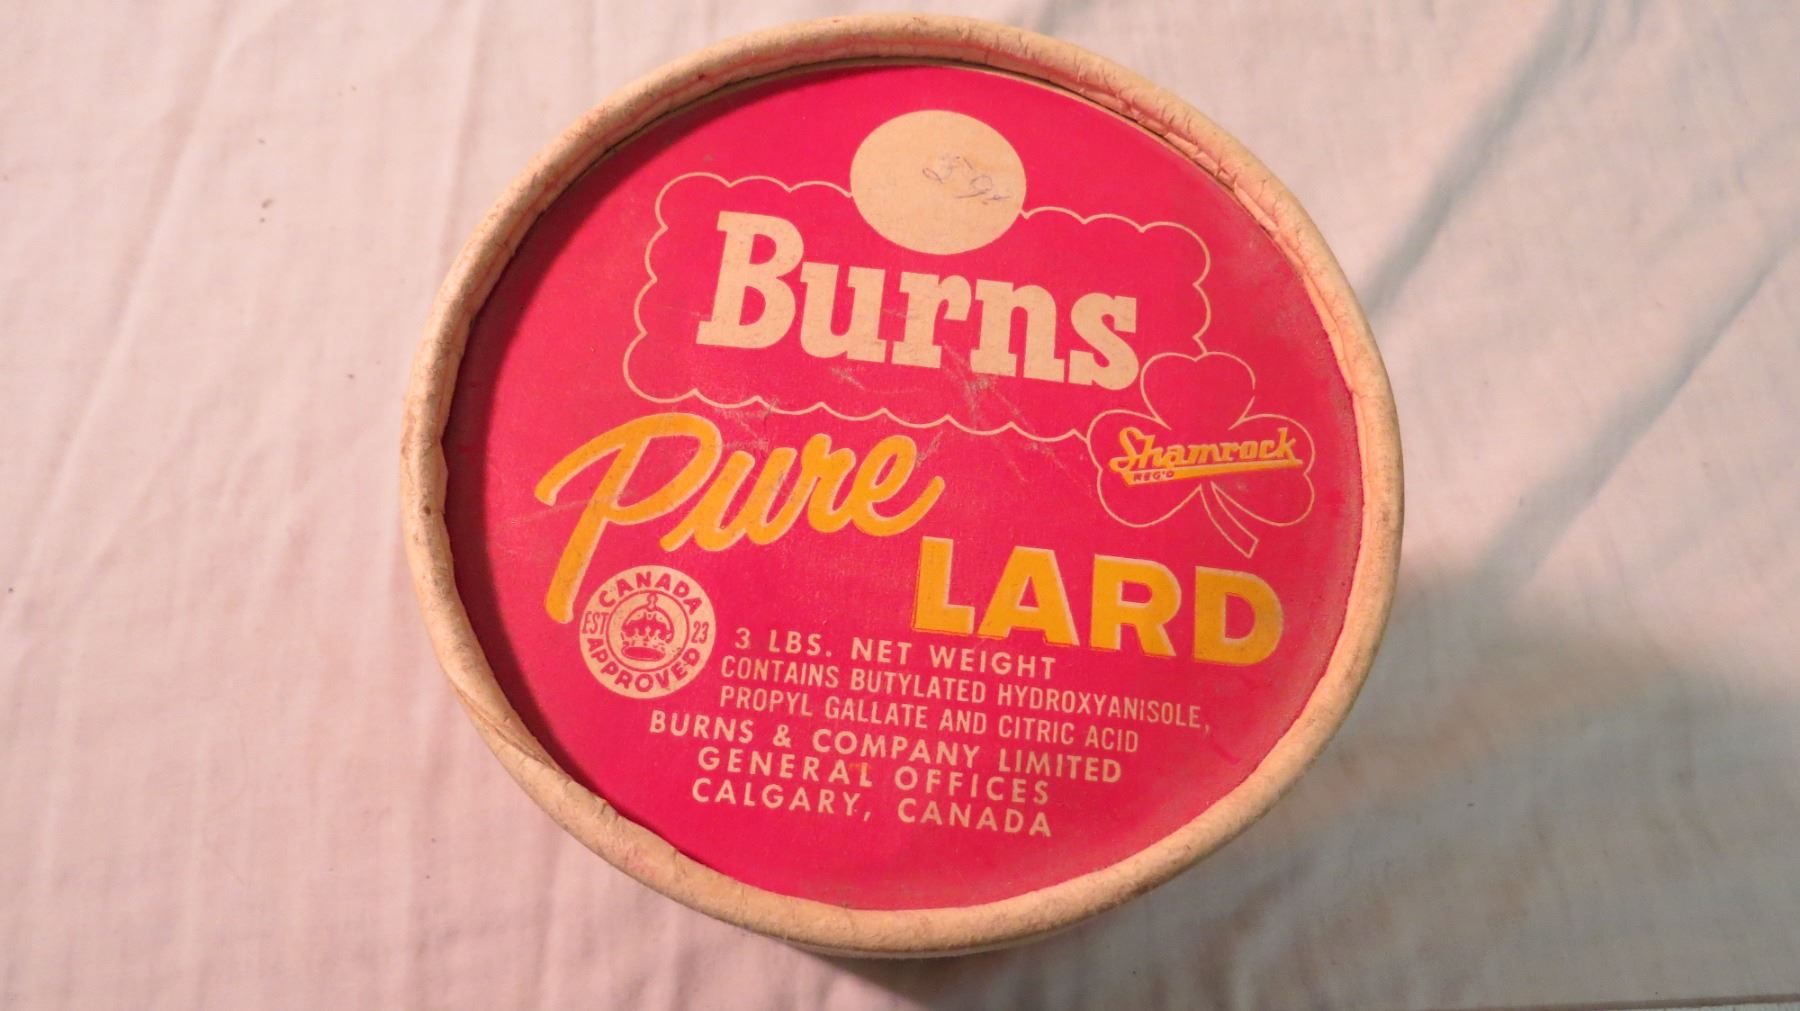 Burns
Pure
LARD
Shamrock
REG'D
CANADA
EST 23
APPROVED
3 LBS. NET WEIGHT
CONTAINS BUTYLATED HYDROXYANISOLE,
PROPYL GALLATE AND CITRIC ACID
BURNS & COMPANY LIMITED
GENERAL OFFICES
CALGARY, CANADA